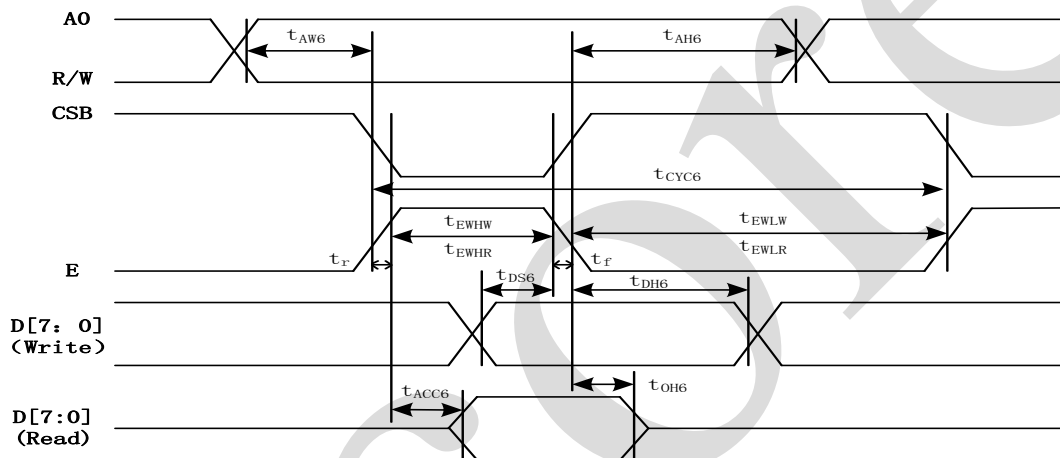 AO
tAW6
tAH6
R/W
CSB
tCYC6
tEWHW
tEWLW
tEWHR
tEWLR
tr
tf
E
tDS6
tDH6
D[7: 0]
(Write)
tACC6
tOH6
D[7:0]
(Read)